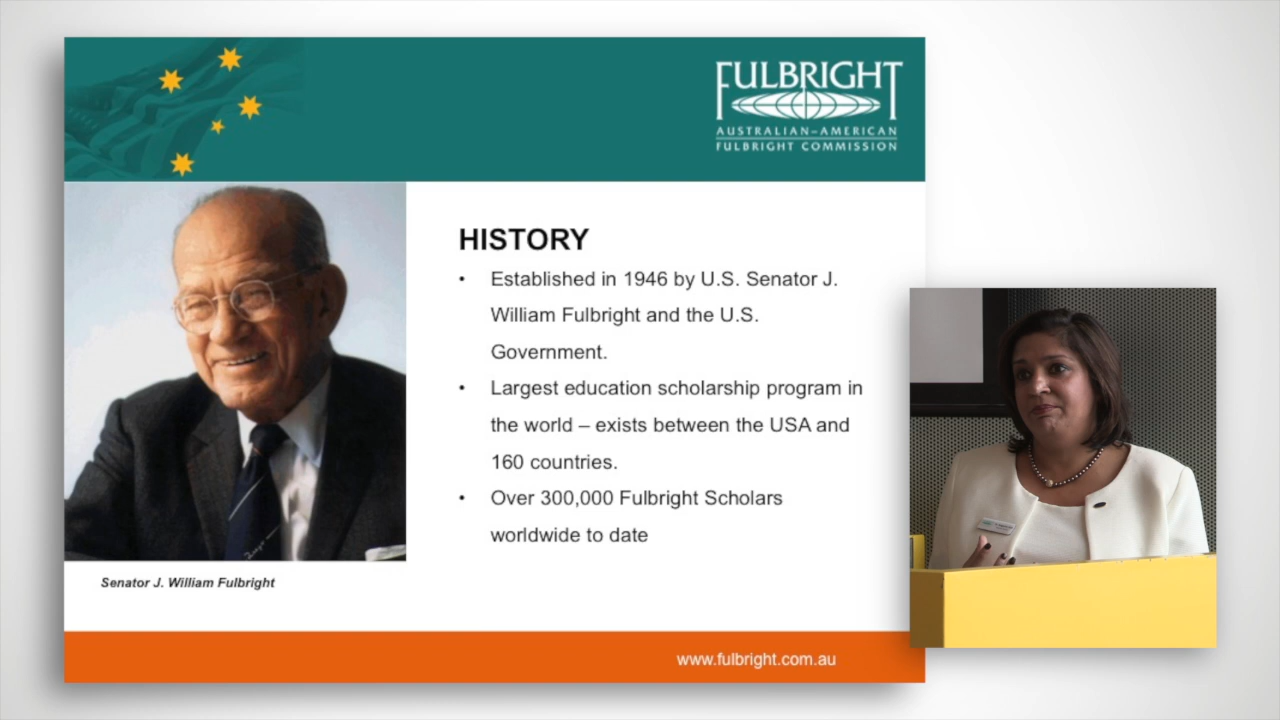 FULBRIGHT
AUSTRALIAN–AMERICAN
FULBRIGHT COMMISSION
HISTORY
• Established in 1946 by U.S. Senator J.
William Fulbright and the U.S.
Government.
• Largest education scholarship program in
the world – exists between the USA and
160 countries.
• Over 300,000 Fulbright Scholars
worldwide to date
Senator J. William Fulbright
www.fulbright.com.au